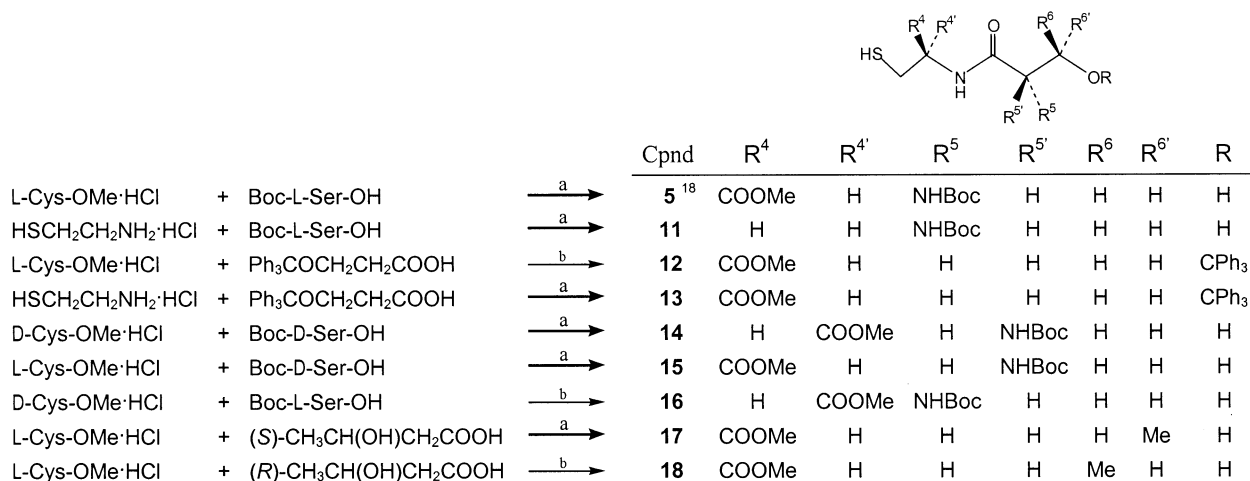 R⁴ R⁴' O R⁶ R⁶'
HS N H OR
R⁵' R⁵
Cpnd R⁴ R⁴' R⁵ R⁵' R⁶ R⁶' R
L-Cys-OMe·HCl + Boc-L-Ser-OH a 5 ¹⁸ COOMe H NHBoc H H H H
HSCH₂CH₂NH₂·HCl + Boc-L-Ser-OH a 11 H H NHBoc H H H H
L-Cys-OMe·HCl + Ph₃COCH₂CH₂COOH b 12 COOMe H H H H H CPh₃
HSCH₂CH₂NH₂·HCl + Ph₃COCH₂CH₂COOH a 13 COOMe H H H H H CPh₃
D-Cys-OMe·HCl + Boc-D-Ser-OH a 14 H COOMe H NHBoc H H H
L-Cys-OMe·HCl + Boc-D-Ser-OH a 15 COOMe H H NHBoc H H H
D-Cys-OMe·HCl + Boc-L-Ser-OH b 16 H COOMe NHBoc H H H H
L-Cys-OMe·HCl + (S)-CH₃CH(OH)CH₂COOH a 17 COOMe H H H H Me H
L-Cys-OMe·HCl + (R)-CH₃CH(OH)CH₂COOH b 18 COOMe H H H Me H H